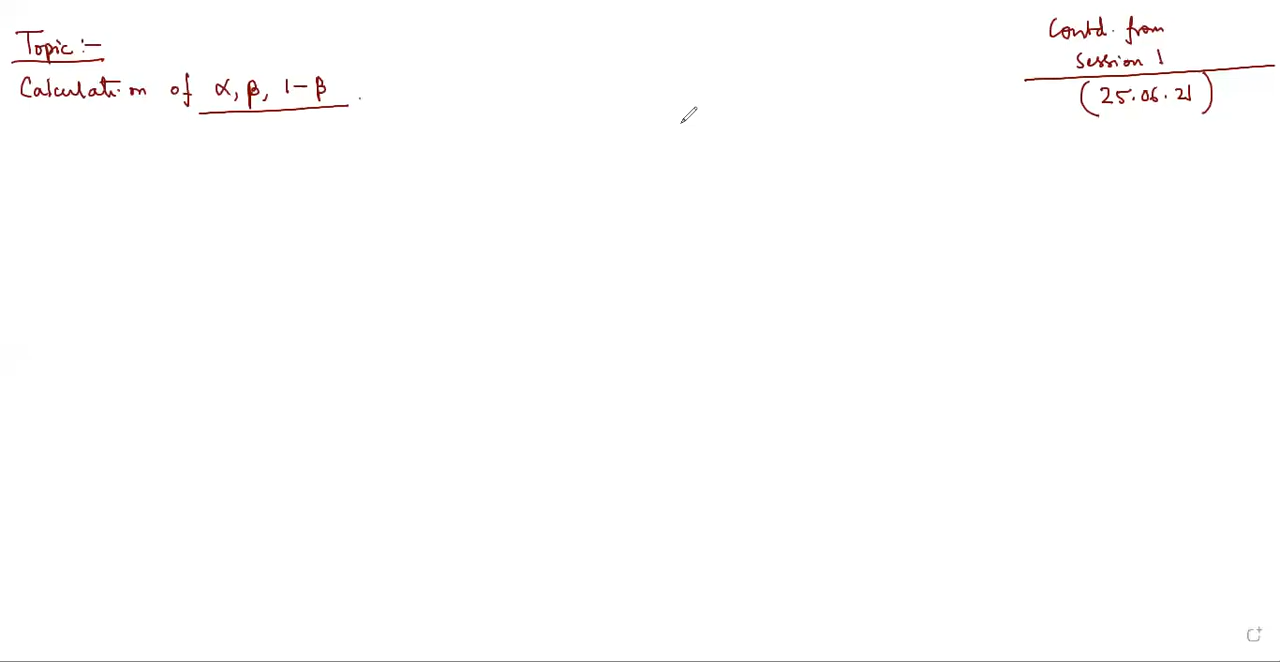 Topic :-
Calculation of α, β, 1-β .
Contd. from
Session 1
(25.06.21)